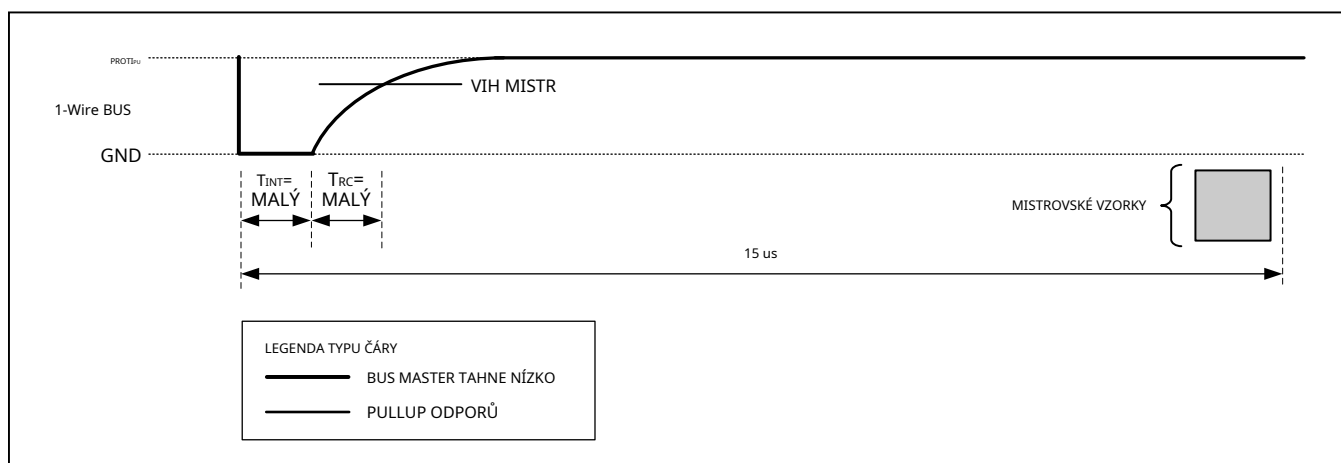 PROTIPU
VIH MISTR
1-Wire BUS
GND
TINT=
MALÝ
TRC=
MALÝ
MISTROVSKÉ VZORKY
15 us
LEGENDA TYPU ČÁRY
BUS MASTER TAHNE NÍZKO
PULLUP ODPORŮ